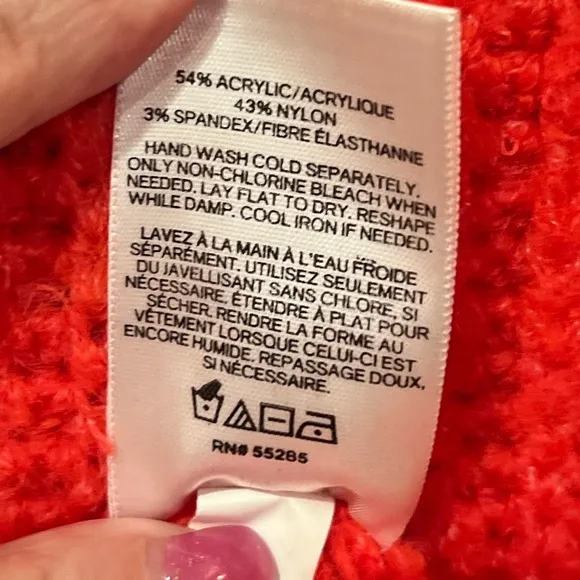 54% ACRYLIC/ACRYLIQUE
43% NYLON
3% SPANDEX/FIBRE ÉLASTHANNE
HAND WASH COLD SEPARATELY.
ONLY NON-CHLORINE BLEACH WHEN
NEEDED. LAY FLAT TO DRY. RESHAPE
WHILE DAMP. COOL IRON IF NEEDED.
LAVEZ À LA MAIN À L'EAU FROIDE
SÉPARÉMENT. UTILISEZ SEULEMENT
DU JAVELLISANT SANS CHLORE, SI
NÉCESSAIRE, ÉTENDRE À PLAT POUR
SÉCHER. RENDRE LA FORME AU
VÊTEMENT LORSQUE CELUI-CI EST
ENCORE HUMIDE. REPASSAGE DOUX,
SI NÉCESSAIRE.
RN# 55285